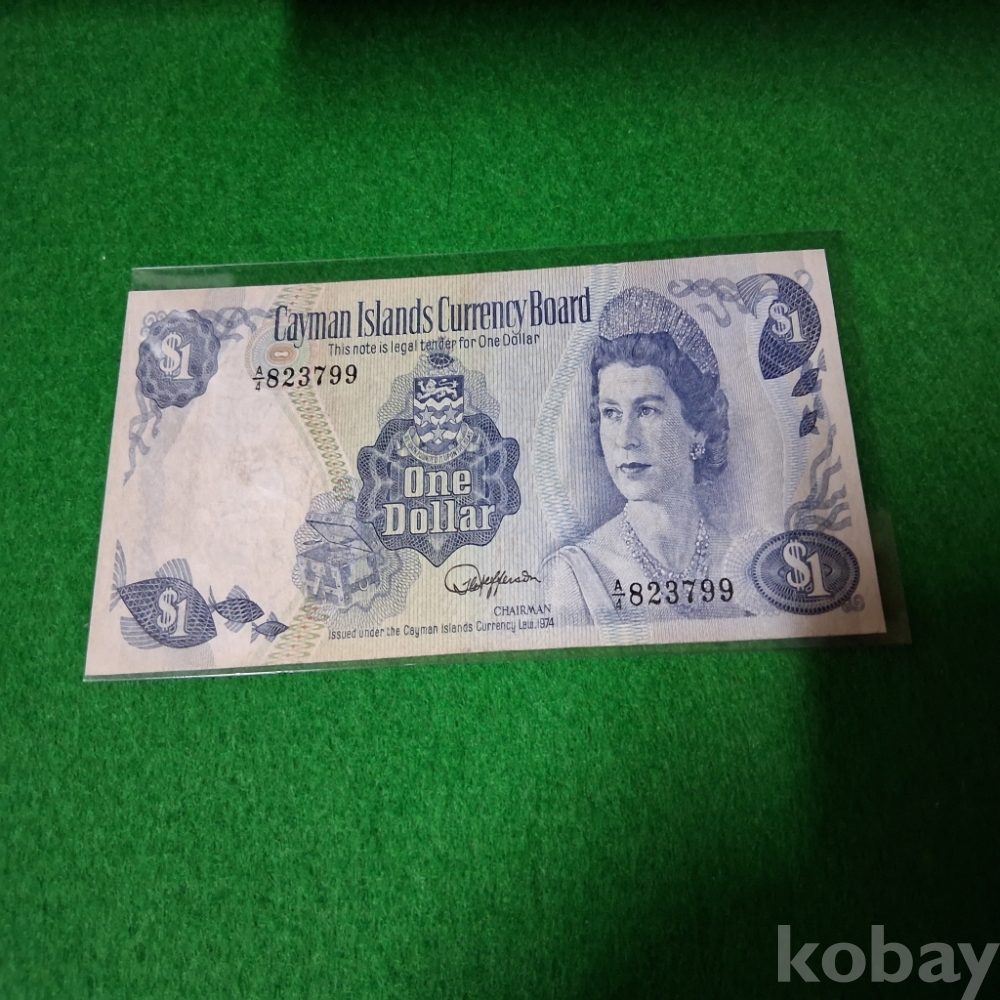 Cayman Islands Currency Board
This note is legal tender for One Dollar
$1
$1
A/4 823799
One
Dollar
CHAIRMAN
A/4 823799
$1
$1
Issued under the Cayman Islands Currency Law, 1974
kobay